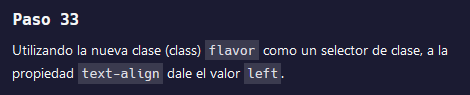 Paso 33
Utilizando la nueva clase (class) flavor como un selector de clase, a la
propiedad text-align dale el valor left.